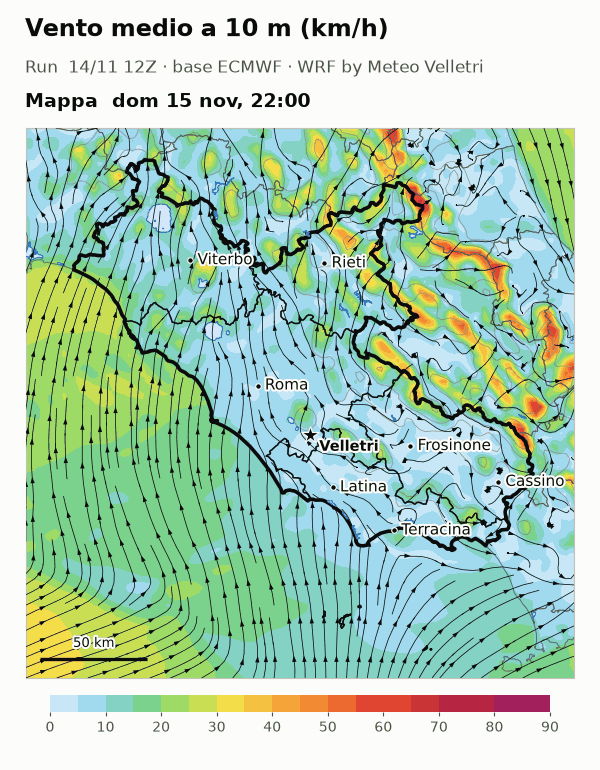 Vento medio a 10 m (km/h)
Run 14/11 12Z · base ECMWF · WRF by Meteo Velletri
Mappa dom 15 nov, 22:00
Viterbo
Rieti
Roma
Velletri
Frosinone
Cassino
Latina
Terracina
50 km
0 10 20 30 40 50 60 70 80 90